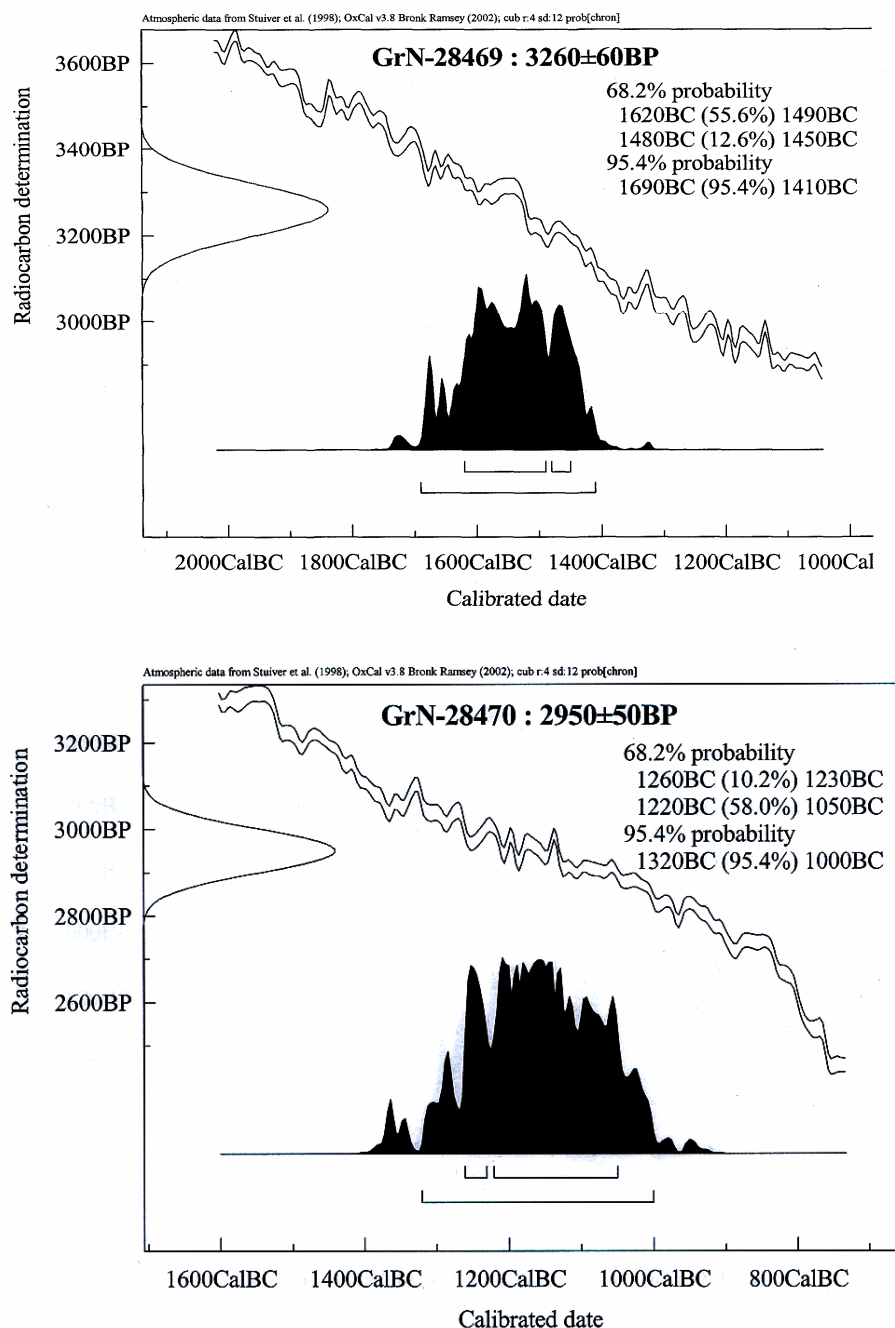 Atmospheric data from Stuiver et al. (1998); OxCal v3.8 Bronk Ramsey (2002); cub r:4 sd:12 prob[chron]
GrN-28469 : 3260±60BP
68.2% probability
1620BC (55.6%) 1490BC
1480BC (12.6%) 1450BC
95.4% probability
1690BC (95.4%) 1410BC
Radiocarbon determination
3600BP
3400BP
3200BP
3000BP
2000CalBC 1800CalBC 1600CalBC 1400CalBC 1200CalBC 1000Cal
Calibrated date
Atmospheric data from Stuiver et al. (1998); OxCal v3.8 Bronk Ramsey (2002); cub r:4 sd:12 prob[chron]
GrN-28470 : 2950±50BP
68.2% probability
1260BC (10.2%) 1230BC
1220BC (58.0%) 1050BC
95.4% probability
1320BC (95.4%) 1000BC
Radiocarbon determination
3200BP
3000BP
2800BP
2600BP
1600CalBC 1400CalBC 1200CalBC 1000CalBC 800CalBC
Calibrated date